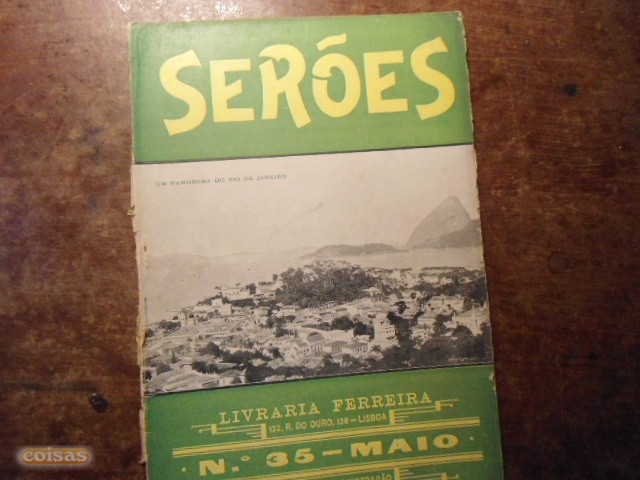 SERÕES
UM PANORAMA DO RIO DE JANEIRO
LIVRARIA FERREIRA
132, R. DO OURO, 138 – LISBOA
N.º 35 – MAIO
coisas